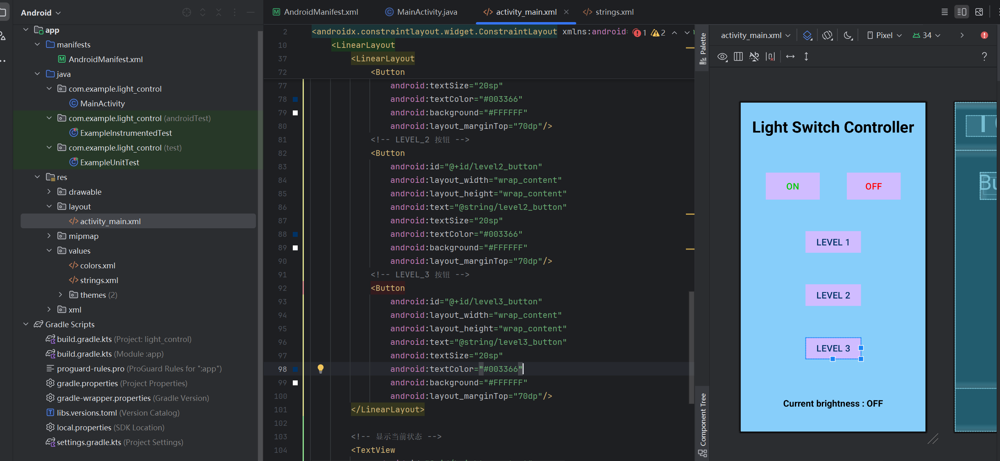 Android
app
manifests
AndroidManifest.xml
java
com.example.light_control
MainActivity
com.example.light_control (androidTest)
ExampleInstrumentedTest
com.example.light_control (test)
ExampleUnitTest
res
drawable
layout
activity_main.xml
mipmap
values
colors.xml
strings.xml
themes (2)
xml
Gradle Scripts
build.gradle.kts (Project: light_control)
build.gradle.kts (Module :app)
proguard-rules.pro (ProGuard Rules for ":app")
gradle.properties (Project Properties)
gradle-wrapper.properties (Gradle Version)
libs.versions.toml (Version Catalog)
local.properties (SDK Location)
settings.gradle.kts (Project Settings)
AndroidManifest.xml MainActivity.java activity_main.xml strings.xml
2 <androidx.constraintlayout.widget.ConstraintLayout xmlns:android: 1 2
10 <LinearLayout
37 <LinearLayout
72 <Button
77 android:textSize="20sp"
78 android:textColor="#003366"
79 android:background="#FFFFFF"
80 android:layout_marginTop="70dp"/>
81 <!-- LEVEL_2 按钮 -->
82 <Button
83 android:id="@+id/level2_button"
84 android:layout_width="wrap_content"
85 android:layout_height="wrap_content"
86 android:text="@string/level2_button"
87 android:textSize="20sp"
88 android:textColor="#003366"
89 android:background="#FFFFFF"
90 android:layout_marginTop="70dp"/>
91 <!-- LEVEL_3 按钮 -->
92 <Button
93 android:id="@+id/level3_button"
94 android:layout_width="wrap_content"
95 android:layout_height="wrap_content"
96 android:text="@string/level3_button"
97 android:textSize="20sp"
98 android:textColor="#003366"
99 android:background="#FFFFFF"
100 android:layout_marginTop="70dp"/>
101 </LinearLayout>
102
103 <!-- 显示当前状态 -->
104 <TextView
Palette
Component Tree
activity_main.xml Pixel 34
Light Switch Controller
ON OFF
LEVEL 1
LEVEL 2
LEVEL 3
Current brightness : OFF